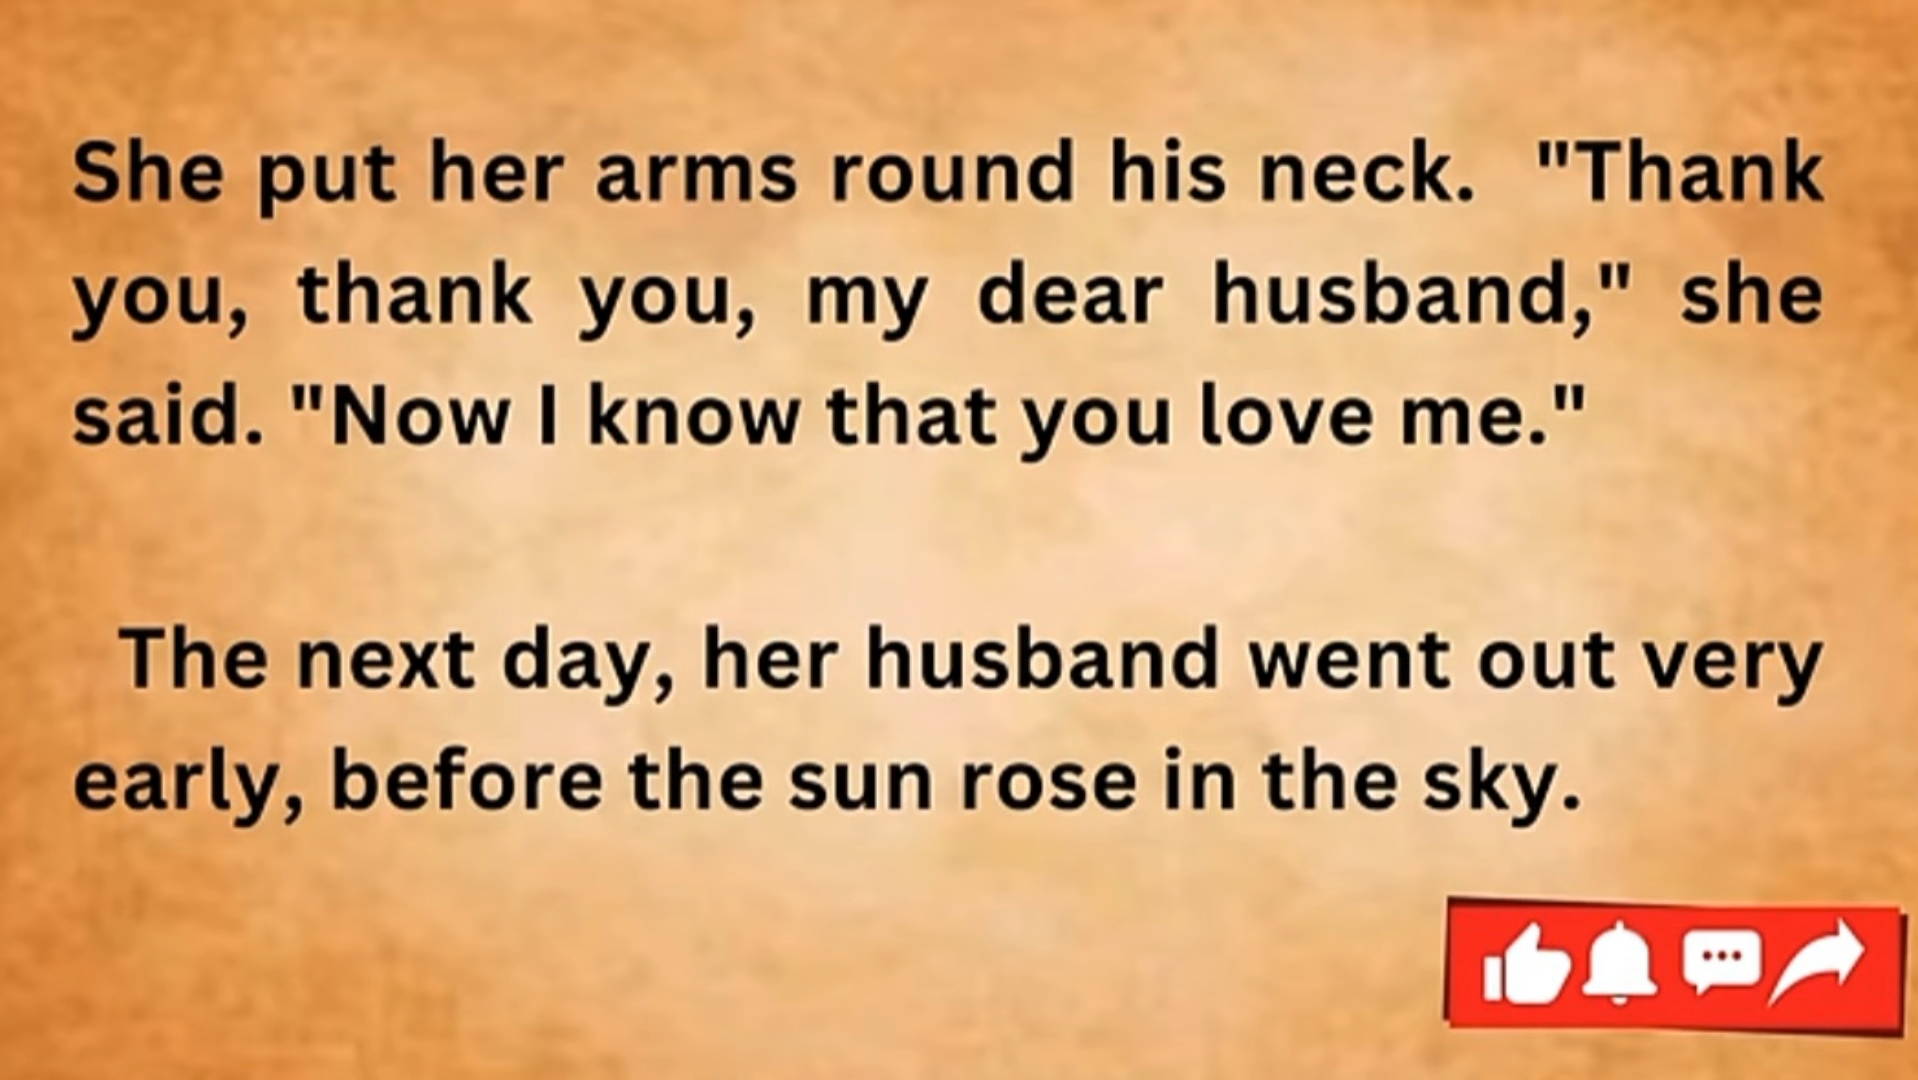 She put her arms round his neck. "Thank
you, thank you, my dear husband," she
said. "Now I know that you love me."
The next day, her husband went out very
early, before the sun rose in the sky.